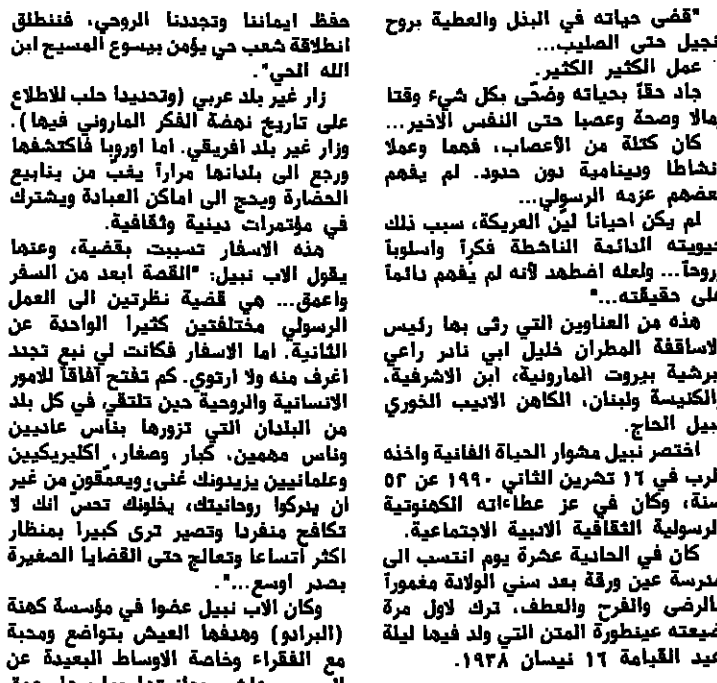 "قضى حياته في البذل والعطية بروح
نجيل حتى الصليب...
عمل الكثير الكثير.
جاد حقاً بحياته وضحّى بكل شيء وقتا
مالا وصحة وعصبا حتى النفس الاخير...
كان كتلة من الأعصاب، فهما وعملا
نشاطا ودينامية دون حدود. لم يفهم
عضهم عزمه الرسولي...
لم يكن احيانا ليّن العريكة، سبب ذلك
حيويته الدائمة الناشطة فكراً واسلوباً
روحاً... ولعله اضطهد لأنه لم يُفهم دائماً
على حقيقته..."
هذه من العناوين التي رثى بها رئيس
لاساقفة المطران خليل ابي نادر راعي
برشية بيروت المارونية، ابن الاشرفية،
الكنيسة ولبنان، الكاهن الاديب الخوري
بيل الحاج.
اختصر نبيل مشوار الحياة الفانية واخذه
لرب في ١٦ تشرين الثاني ١٩٩٠ عن ٥٢
سنة، وكان في عز عطاءاته الكهنوتية
لرسولية الثقافية الادبية الاجتماعية.
كان في الحادية عشرة يوم انتسب الى
مدرسة عين ورقة بعد سني الولادة مغموراً
الرضى والفرح والعطف، ترك لاول مرة
ضيعته عينطورة المتن التي ولد فيها ليلة
عيد القيامة ١٦ نيسان ١٩٣٨.
حفظ ايماننا وتجددنا الروحي، فننطلق
انطلاقة شعب حي يؤمن بيسوع المسيح ابن
الله الحي".
زار غير بلد عربي (وتحديدا حلب للاطلاع
على تاريخ نهضة الفكر الماروني فيها).
وزار غير بلد افريقي. اما اوروبا فاكتشفها
ورجع الى بلدانها مراراً يغب من ينابيع
الحضارة ويحج الى اماكن العبادة ويشترك
في مؤتمرات دينية وثقافية.
هذه الاسفار تسببت بقضية، وعنها
يقول الاب نبيل: "القصة ابعد من السفر
واعمق... هي قضية نظرتين الى العمل
الرسولي مختلفتين كثيرا الواحدة عن
الثانية. اما الاسفار فكانت لي نبع تجدد
اغرف منه ولا ارتوي. كم تفتح آفاقاً للامور
الانسانية والروحية حين تلتقي في كل بلد
من البلدان التي تزورها بناس عاديين
وناس مهمين، كبار وصغار، اكليريكيين
وعلمانيين يزيدونك غنى، ويعمّقون من غير
ان يدركوا روحانيتك، يخلونك تحس انك لا
تكافح منفردا وتصير ترى كبيرا بمنظار
اكثر اتساعا وتعالج حتى القضايا الصغيرة
بصدر اوسع...".
وكان الاب نبيل عضوا في مؤسسة كهنة
(البرادو) وهدفها العيش بتواضع ومحبة
مع الفقراء وخاصة الاوساط البعيدة عن